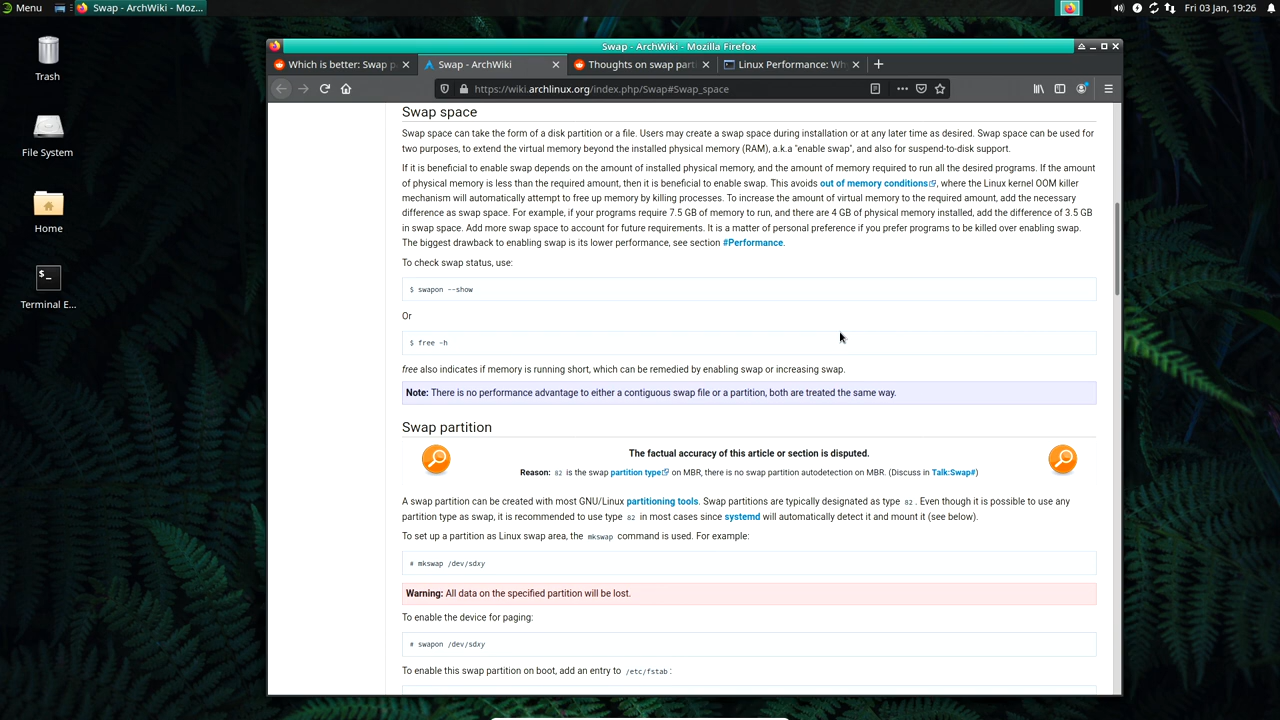 Menu
Swap - ArchWiki - Moz...
Fri 03 Jan, 19:26
Trash
File System
Home
Terminal E...
Swap - ArchWiki - Mozilla Firefox
Which is better: Swap p
Swap - ArchWiki
Thoughts on swap parti
Linux Performance: Wh
https://wiki.archlinux.org/index.php/Swap#Swap_space
Swap space
Swap space can take the form of a disk partition or a file. Users may create a swap space during installation or at any later time as desired. Swap space can be used for
two purposes, to extend the virtual memory beyond the installed physical memory (RAM), a.k.a "enable swap", and also for suspend-to-disk support.
If it is beneficial to enable swap depends on the amount of installed physical memory, and the amount of memory required to run all the desired programs. If the amount
of physical memory is less than the required amount, then it is beneficial to enable swap. This avoids out of memory conditions, where the Linux kernel OOM killer
mechanism will automatically attempt to free up memory by killing processes. To increase the amount of virtual memory to the required amount, add the necessary
difference as swap space. For example, if your programs require 7.5 GB of memory to run, and there are 4 GB of physical memory installed, add the difference of 3.5 GB
in swap space. Add more swap space to account for future requirements. It is a matter of personal preference if you prefer programs to be killed over enabling swap.
The biggest drawback to enabling swap is its lower performance, see section #Performance.
To check swap status, use:
$ swapon --show
Or
$ free -h
free also indicates if memory is running short, which can be remedied by enabling swap or increasing swap.
Note: There is no performance advantage to either a contiguous swap file or a partition, both are treated the same way.
Swap partition
The factual accuracy of this article or section is disputed.
Reason: 82 is the swap partition type on MBR, there is no swap partition autodetection on MBR. (Discuss in Talk:Swap#)
A swap partition can be created with most GNU/Linux partitioning tools. Swap partitions are typically designated as type 82. Even though it is possible to use any
partition type as swap, it is recommended to use type 82 in most cases since systemd will automatically detect it and mount it (see below).
To set up a partition as Linux swap area, the mkswap command is used. For example:
# mkswap /dev/sdxy
Warning: All data on the specified partition will be lost.
To enable the device for paging:
# swapon /dev/sdxy
To enable this swap partition on boot, add an entry to /etc/fstab: